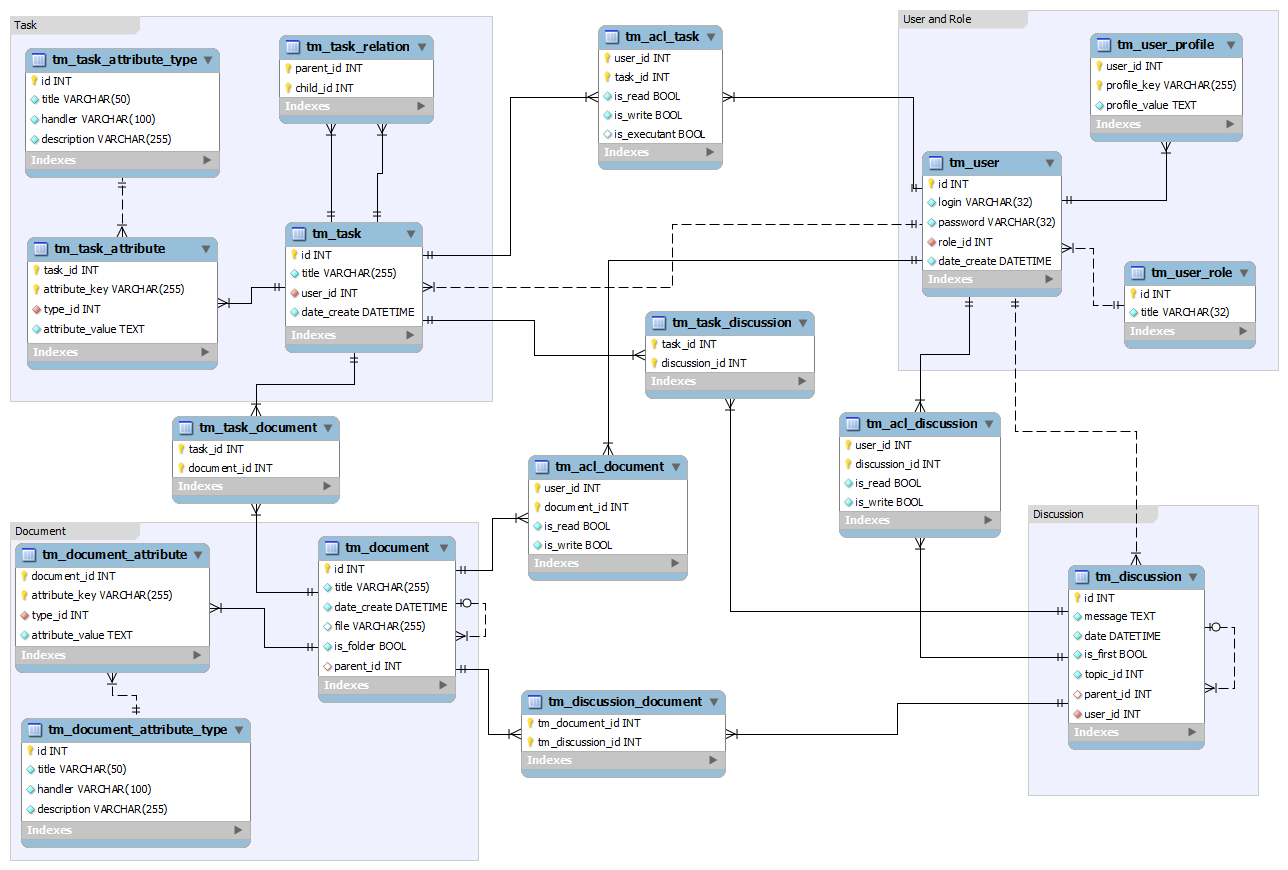 Task
tm_task_attribute_type
id INT
title VARCHAR(50)
handler VARCHAR(100)
description VARCHAR(255)
Indexes
tm_task_relation
parent_id INT
child_id INT
Indexes
tm_task_attribute
task_id INT
attribute_key VARCHAR(255)
type_id INT
attribute_value TEXT
Indexes
tm_task
id INT
title VARCHAR(255)
user_id INT
date_create DATETIME
Indexes
tm_acl_task
user_id INT
task_id INT
is_read BOOL
is_write BOOL
is_executant BOOL
Indexes
User and Role
tm_user_profile
user_id INT
profile_key VARCHAR(255)
profile_value TEXT
Indexes
tm_user
id INT
login VARCHAR(32)
password VARCHAR(32)
role_id INT
date_create DATETIME
Indexes
tm_user_role
id INT
title VARCHAR(32)
Indexes
tm_task_discussion
task_id INT
discussion_id INT
Indexes
tm_task_document
task_id INT
document_id INT
Indexes
tm_acl_document
user_id INT
document_id INT
is_read BOOL
is_write BOOL
Indexes
tm_acl_discussion
user_id INT
discussion_id INT
is_read BOOL
is_write BOOL
Indexes
Document
tm_document_attribute
document_id INT
attribute_key VARCHAR(255)
type_id INT
attribute_value TEXT
Indexes
tm_document
id INT
title VARCHAR(255)
date_create DATETIME
file VARCHAR(255)
is_folder BOOL
parent_id INT
Indexes
tm_document_attribute_type
id INT
title VARCHAR(50)
handler VARCHAR(100)
description VARCHAR(255)
Indexes
tm_discussion_document
tm_document_id INT
tm_discussion_id INT
Indexes
Discussion
tm_discussion
id INT
message TEXT
date DATETIME
is_first BOOL
topic_id INT
parent_id INT
user_id INT
Indexes